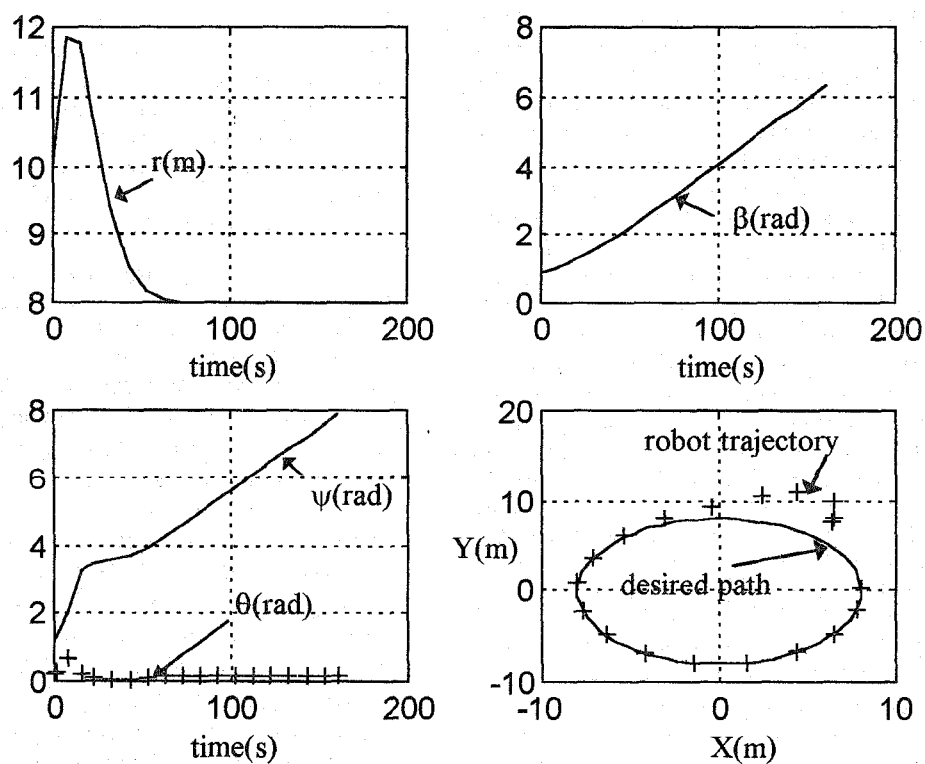 12
11
10
9
8
r(m)
0
100
200
time(s)
8
6
4
2
0
β(rad)
0
100
200
time(s)
8
6
4
2
0
ψ(rad)
θ(rad)
0
100
200
time(s)
20
10
0
-10
Y(m)
robot trajectory
desired path
-10
0
10
X(m)